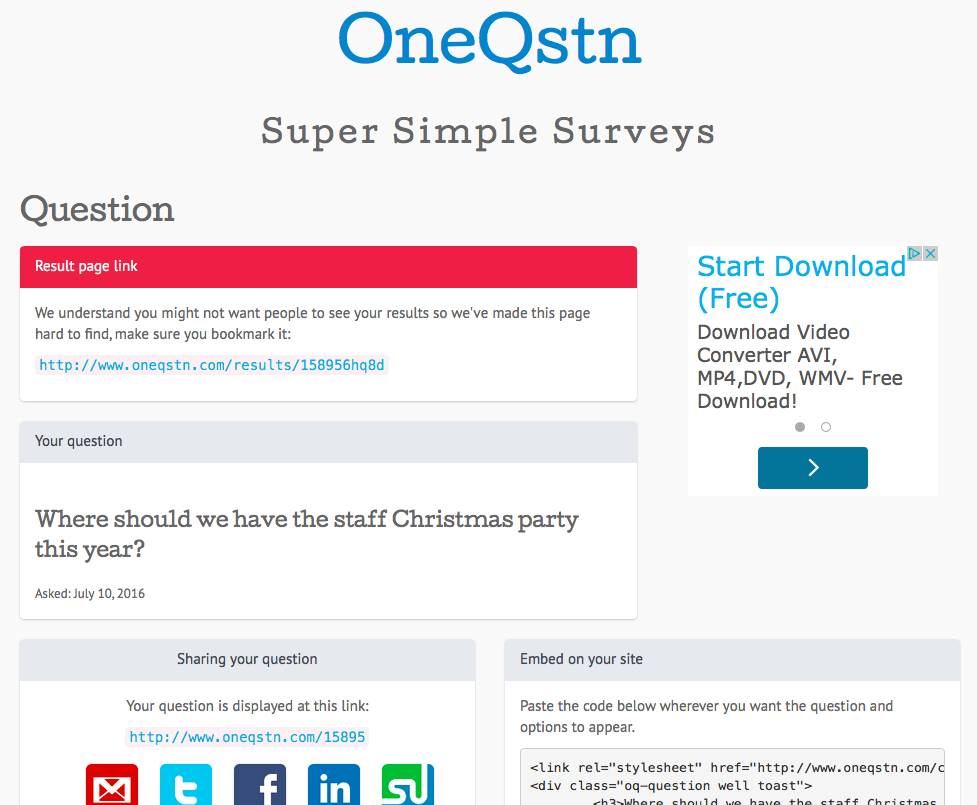 OneQstn
Super Simple Surveys
Question
Result page link
We understand you might not want people to see your results so we've made this page
hard to find, make sure you bookmark it:
http://www.oneqstn.com/results/158956hq8d
Start Download
(Free)
Download Video
Converter AVI,
MP4,DVD, WMV- Free
Download!
Your question
Where should we have the staff Christmas party
this year?
Asked: July 10, 2016
Sharing your question
Your question is displayed at this link:
http://www.oneqstn.com/15895
Embed on your site
Paste the code below wherever you want the question and
options to appear.
<link rel="stylesheet" href="http://www.oneqstn.com/c
<div class="oq-question well toast">
<h3>Where should we have the staff Christmas